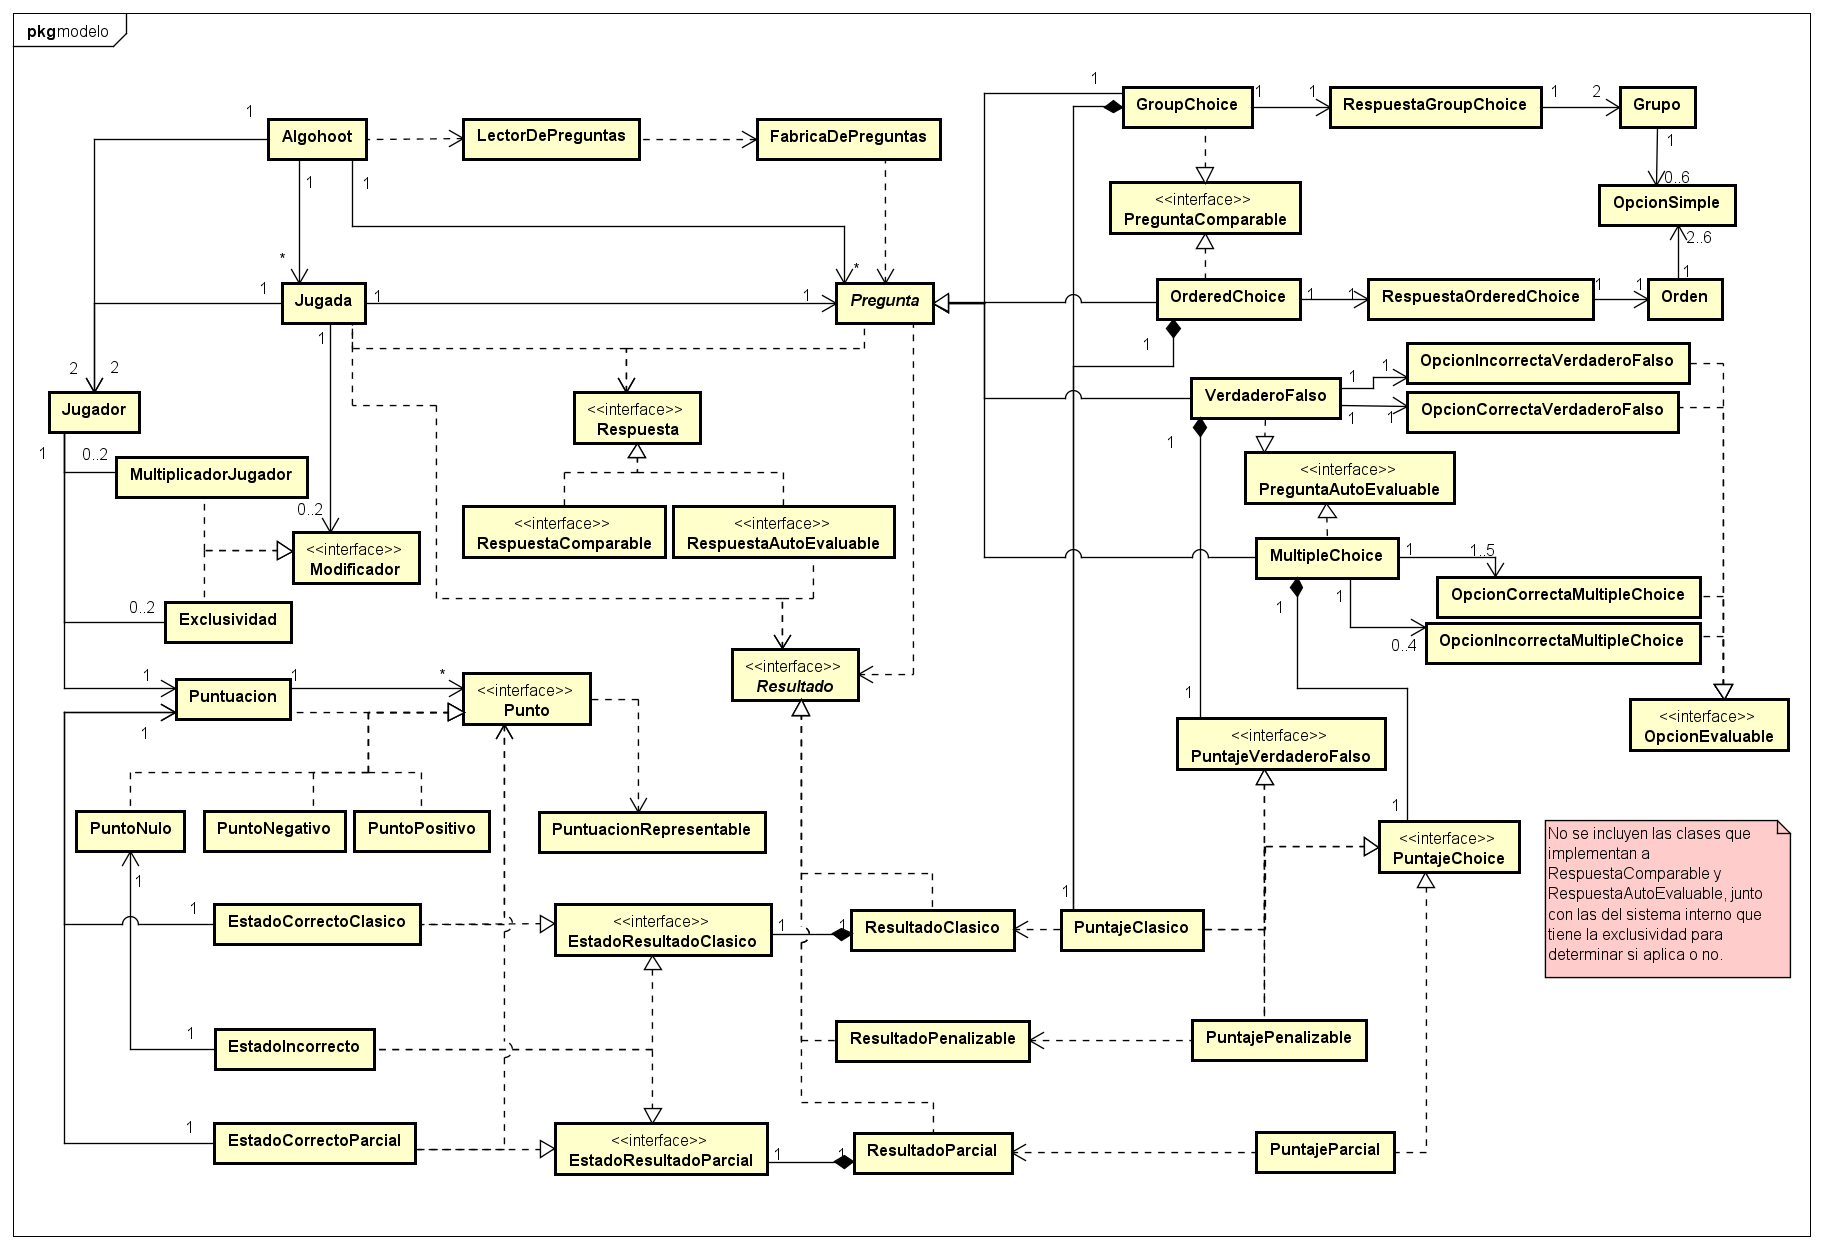 pkg modelo
1
GroupChoice
1
1
RespuestaGroupChoice
1
2
Grupo
1
Algohoot
LectorDePreguntas
FabricaDePreguntas
1
1
1
0..6
<<interface>>
PreguntaComparable
OpcionSimple
2..6
*
*
1
Jugada
1
1
Pregunta
OrderedChoice
1
1
RespuestaOrderedChoice
1
1
1
Orden
1
1
2
2
Jugador
<<interface>>
Respuesta
VerdaderoFalso
1
1
OpcionIncorrectaVerdaderoFalso
1
1
OpcionCorrectaVerdaderoFalso
1
1
0..2
MultiplicadorJugador
<<interface>>
PreguntaAutoEvaluable
0..2
<<interface>>
Modificador
<<interface>>
RespuestaComparable
<<interface>>
RespuestaAutoEvaluable
MultipleChoice
1
1..5
OpcionCorrectaMultipleChoice
1
1
0..4
OpcionIncorrectaMultipleChoice
0..2
Exclusividad
1
Puntuacion
1
*
<<interface>>
Punto
<<interface>>
Resultado
1
<<interface>>
PuntajeVerdaderoFalso
<<interface>>
OpcionEvaluable
1
PuntoNulo
PuntoNegativo
PuntoPositivo
PuntuacionRepresentable
1
<<interface>>
PuntajeChoice
No se incluyen las clases que
implementan a
RespuestaComparable y
RespuestaAutoEvaluable, junto
con las del sistema interno que
tiene la exclusividad para
determinar si aplica o no.
1
1
EstadoCorrectoClasico
<<interface>>
EstadoResultadoClasico
1
1
ResultadoClasico
1
PuntajeClasico
1
EstadoIncorrecto
ResultadoPenalizable
PuntajePenalizable
1
EstadoCorrectoParcial
<<interface>>
EstadoResultadoParcial
1
1
ResultadoParcial
PuntajeParcial